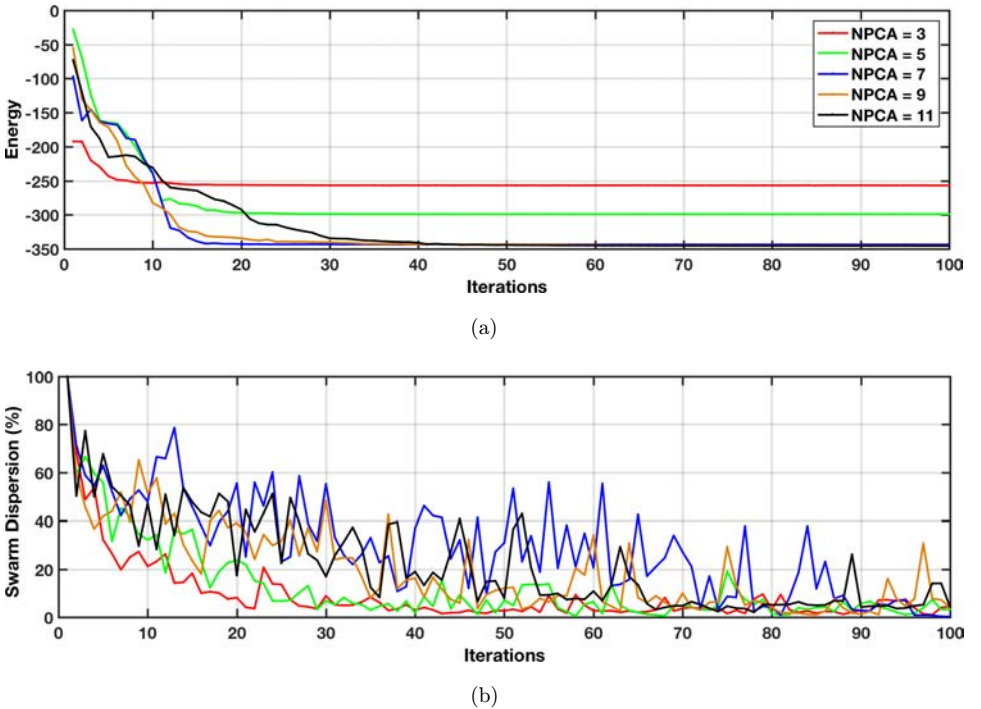 0
-50
-100
-150
-200
-250
-300
-350
Energy
NPCA = 3
NPCA = 5
NPCA = 7
NPCA = 9
NPCA = 11
0 10 20 30 40 50 60 70 80 90 100
Iterations
(a)
100
80
60
40
20
0
Swarm Dispersion (%)
0 10 20 30 40 50 60 70 80 90 100
Iterations
(b)